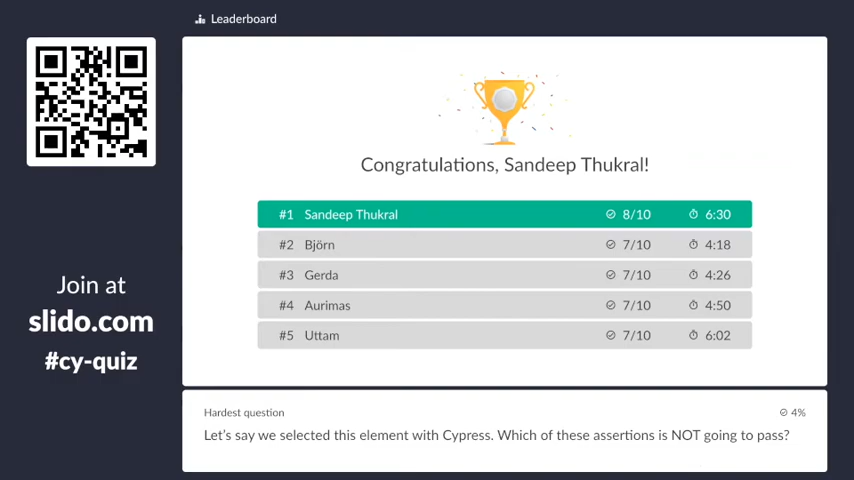 Leaderboard
Congratulations, Sandeep Thukral!
#1 Sandeep Thukral 8/10 6:30
#2 Björn 7/10 4:18
#3 Gerda 7/10 4:26
#4 Aurimas 7/10 4:50
#5 Uttam 7/10 6:02
Join at
slido.com
#cy-quiz
Hardest question 4%
Let's say we selected this element with Cypress. Which of these assertions is NOT going to pass?